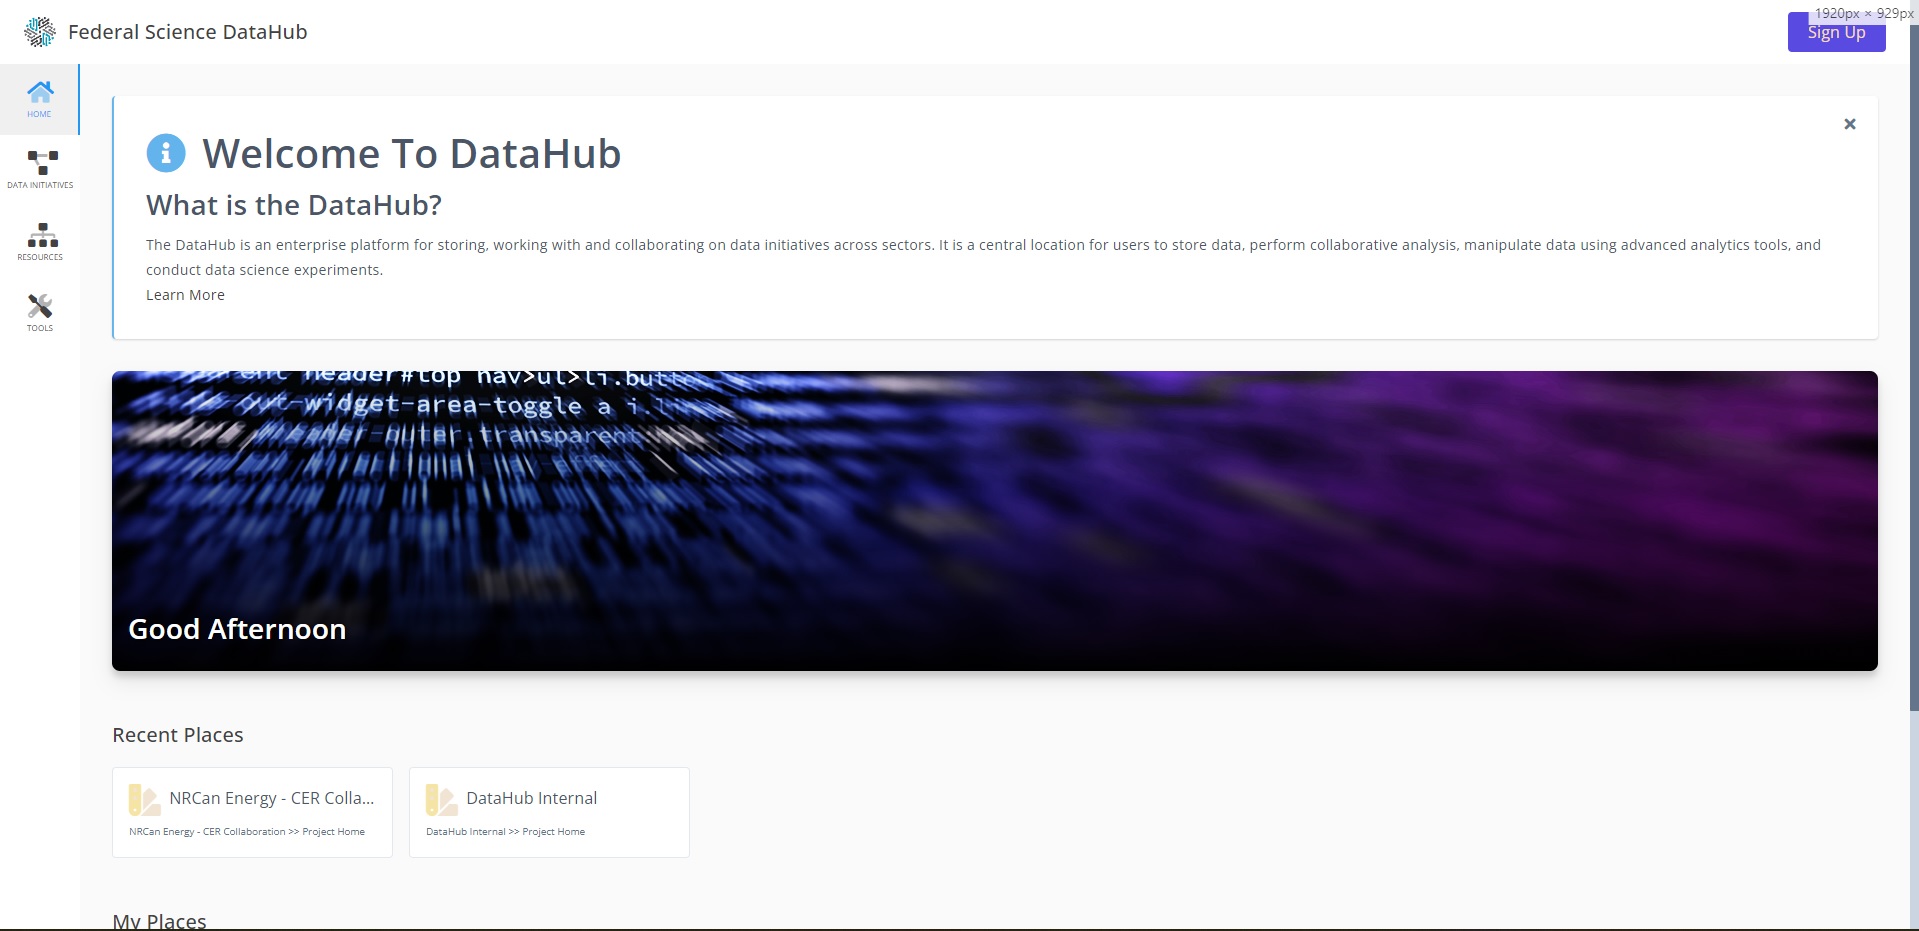 Federal Science DataHub
1920px × 929px
Sign Up
HOME
DATA INITIATIVES
RESOURCES
TOOLS
Welcome To DataHub
What is the DataHub?
The DataHub is an enterprise platform for storing, working with and collaborating on data initiatives across sectors. It is a central location for users to store data, perform collaborative analysis, manipulate data using advanced analytics tools, and
conduct data science experiments.
Learn More
header#top nav>ul>li.butt
out-widget-area-toggle a i.
header-outer.transparent
Good Afternoon
Recent Places
NRCan Energy - CER Colla...
NRCan Energy - CER Collaboration >> Project Home
DataHub Internal
DataHub Internal >> Project Home
My Places